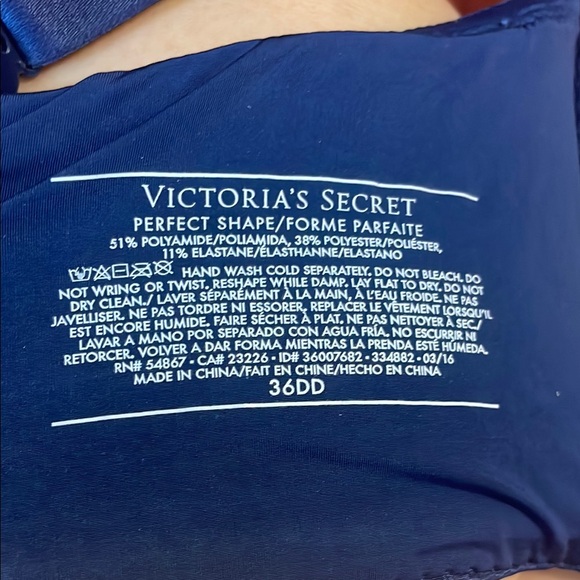 VICTORIA'S SECRET
PERFECT SHAPE/FORME PARFAITE
51% POLYAMIDE/POLIAMIDA, 38% POLYESTER/POLIÉSTER,
11% ELASTANE/ÉLASTHANNE/ELASTANO
HAND WASH COLD SEPARATELY. DO NOT BLEACH. DO
NOT WRING OR TWIST. RESHAPE WHILE DAMP. LAY FLAT TO DRY. DO NOT
DRY CLEAN./ LAVER SÉPARÉMENT À LA MAIN, À L'EAU FROIDE. NE PAS
JAVELLISER. NE PAS TORDRE NI ESSORER. REPLACER LE VÊTEMENT LORSQU'IL
EST ENCORE HUMIDE. FAIRE SÉCHER À PLAT. NE PAS NETTOYER À SEC./
LAVAR A MANO POR SEPARADO CON AGUA FRÍA. NO BLANQUEAR. NI
RETORCER. VOLVER A DAR FORMA MIENTRAS LA PRENDA ESTÉ HÚMEDA.
RN# 54867 - CA# 23226 - ID# 36007682 - 334882 - 03/16
MADE IN CHINA/FAIT EN CHINE/HECHO EN CHINA
36DD